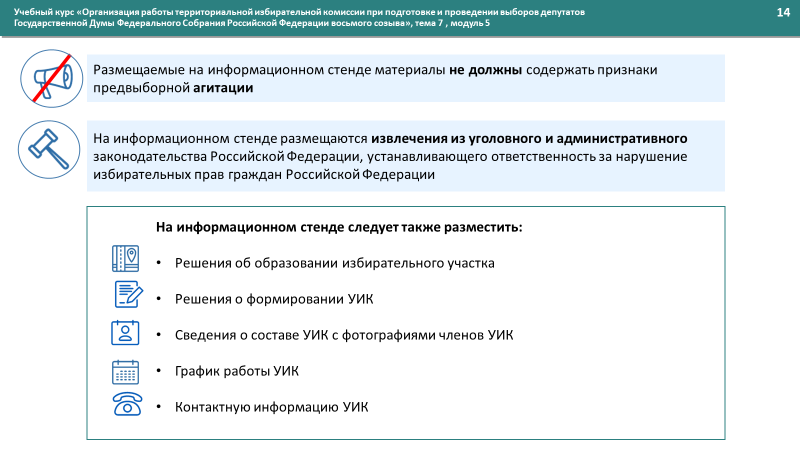 Учебный курс «Организация работы территориальной избирательной комиссии при подготовке и проведении выборов депутатов
Государственной Думы Федерального Собрания Российской Федерации восьмого созыва», тема 7 , модуль 5
14
Размещаемые на информационном стенде материалы не должны содержать признаки
предвыборной агитации
На информационном стенде размещаются извлечения из уголовного и административного
законодательства Российской Федерации, устанавливающего ответственность за нарушение
избирательных прав граждан Российской Федерации
На информационном стенде следует также разместить:
• Решения об образовании избирательного участка
• Решения о формировании УИК
• Сведения о составе УИК с фотографиями членов УИК
• График работы УИК
• Контактную информацию УИК